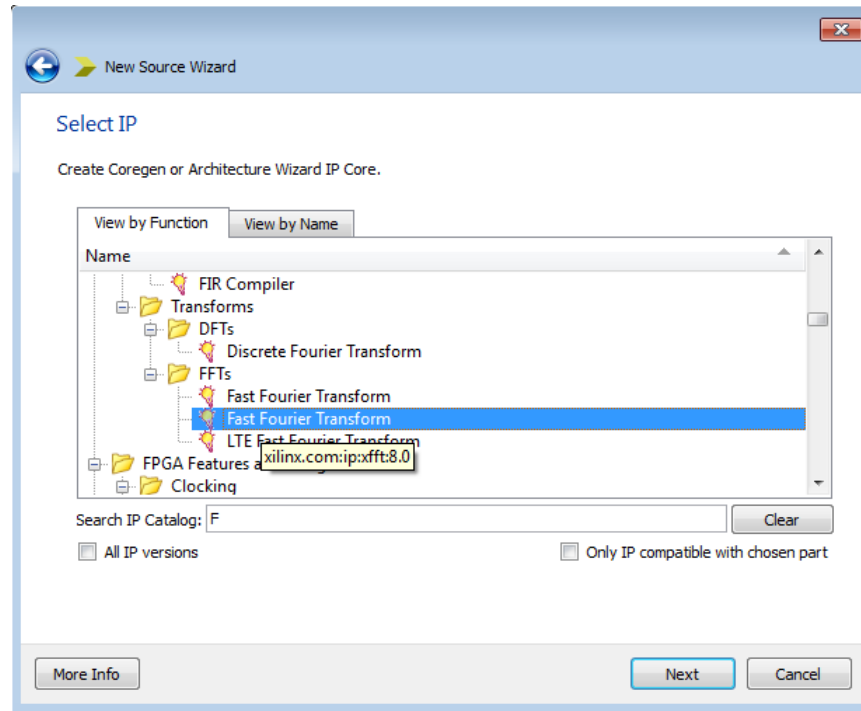 New Source Wizard
Select IP
Create Coregen or Architecture Wizard IP Core.
View by Function View by Name
Name
FIR Compiler
Transforms
DFTs
Discrete Fourier Transform
FFTs
Fast Fourier Transform
Fast Fourier Transform
LTE Fast Fourier Transform
xilinx.com:ip:xfft:8.0
FPGA Features a
Clocking
Search IP Catalog: F Clear
All IP versions Only IP compatible with chosen part
More Info Next Cancel